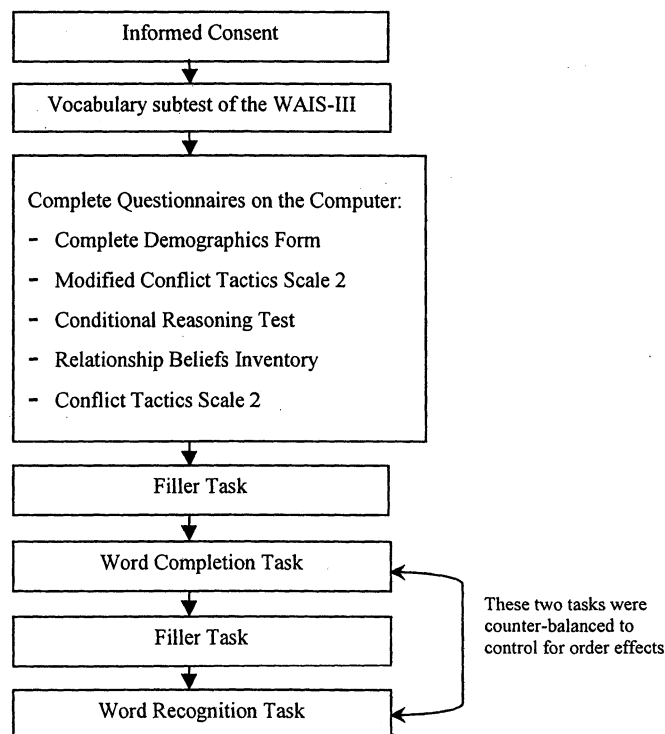 Informed Consent
Vocabulary subtest of the WAIS-III
Complete Questionnaires on the Computer:
- Complete Demographics Form
- Modified Conflict Tactics Scale 2
- Conditional Reasoning Test
- Relationship Beliefs Inventory
- Conflict Tactics Scale 2
Filler Task
Word Completion Task
Filler Task
Word Recognition Task
These two tasks were
counter-balanced to
control for order effects